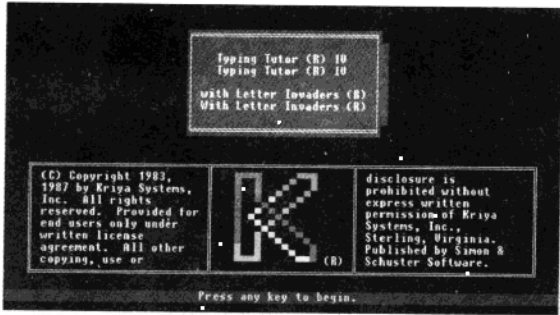 Typing Tutor (R) IV
Typing Tutor (R) IV
with Letter Invaders (R)
With Letter Invaders (R)
(C) Copyright 1983,
1987 by Kriya Systems,
Inc. All rights
reserved. Provided for
end users only under
written license
agreement. All other
copying, use or
(R)
disclosure is
prohibited without
express written
permission of Kriya
Systems, Inc.,
Sterling, Virginia.
Published by Simon &
Schuster Software.
Press any key to begin.